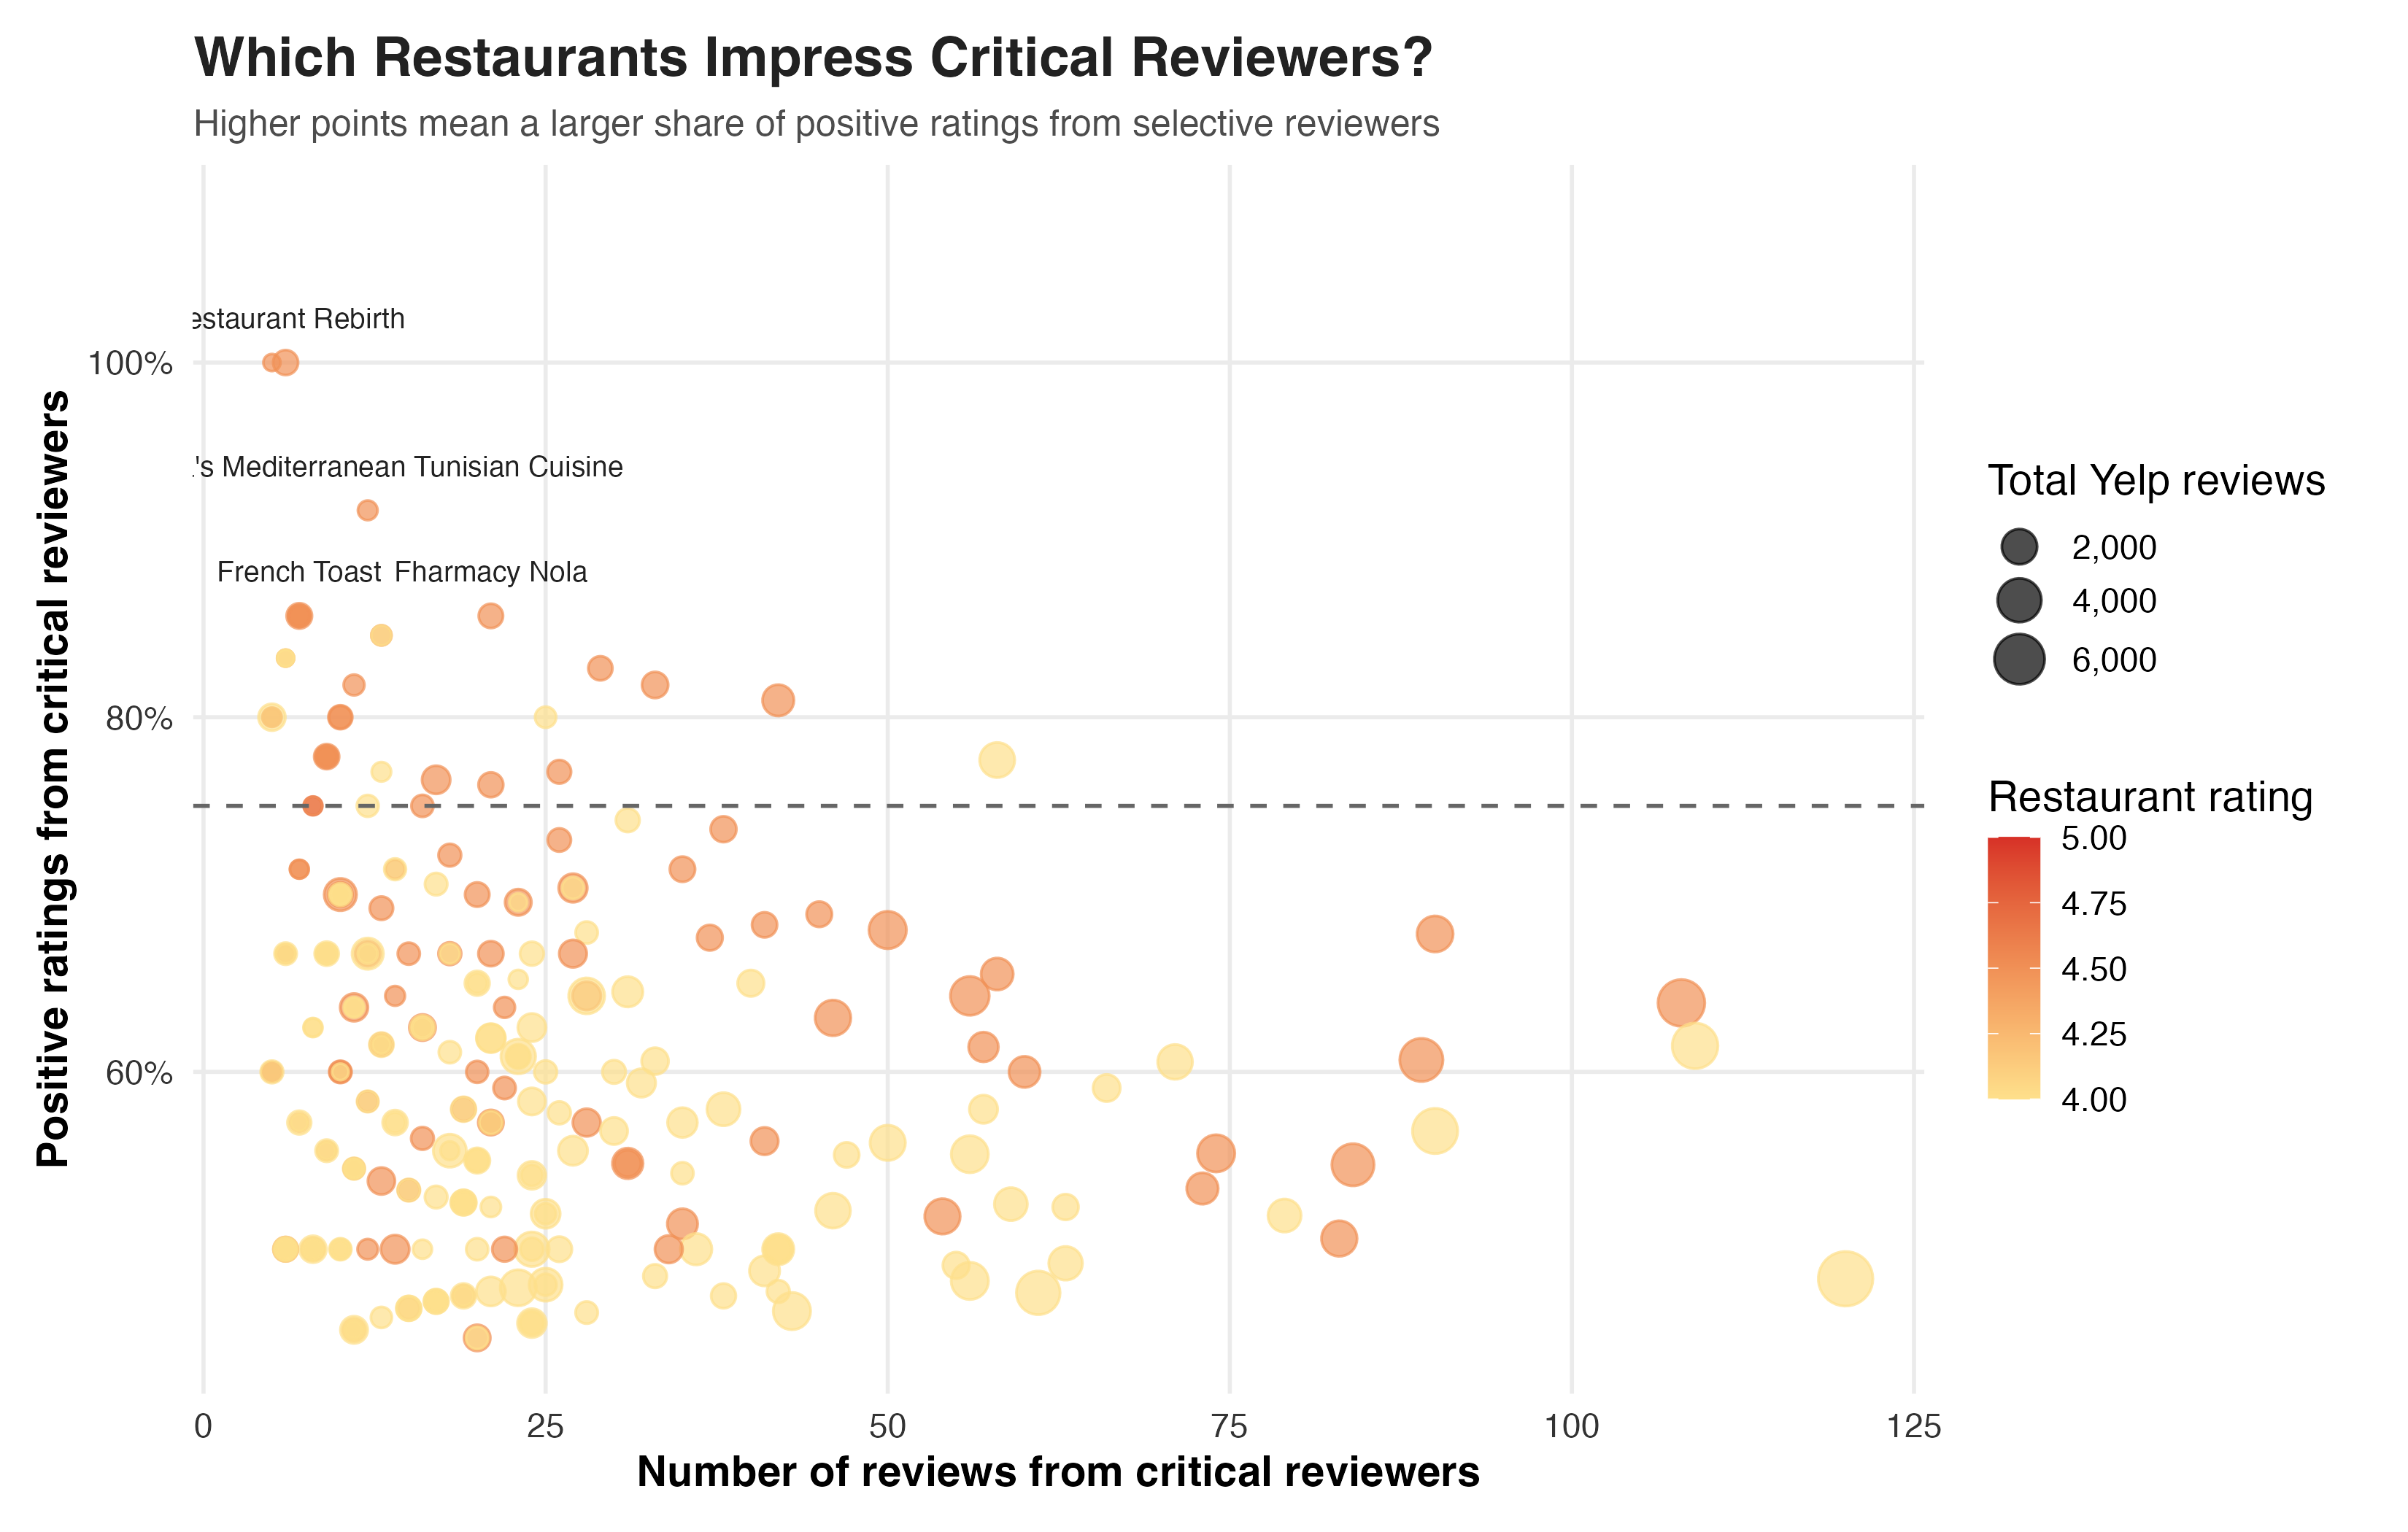 Which Restaurants Impress Critical Reviewers?
Higher points mean a larger share of positive ratings from selective reviewers
Positive ratings from critical reviewers
100%
80%
60%
estaurant Rebirth
's Mediterranean Tunisian Cuisine
French Toast Fharmacy Nola
0 25 50 75 100 125
Number of reviews from critical reviewers
Total Yelp reviews
2,000
4,000
6,000
Restaurant rating
5.00
4.75
4.50
4.25
4.00